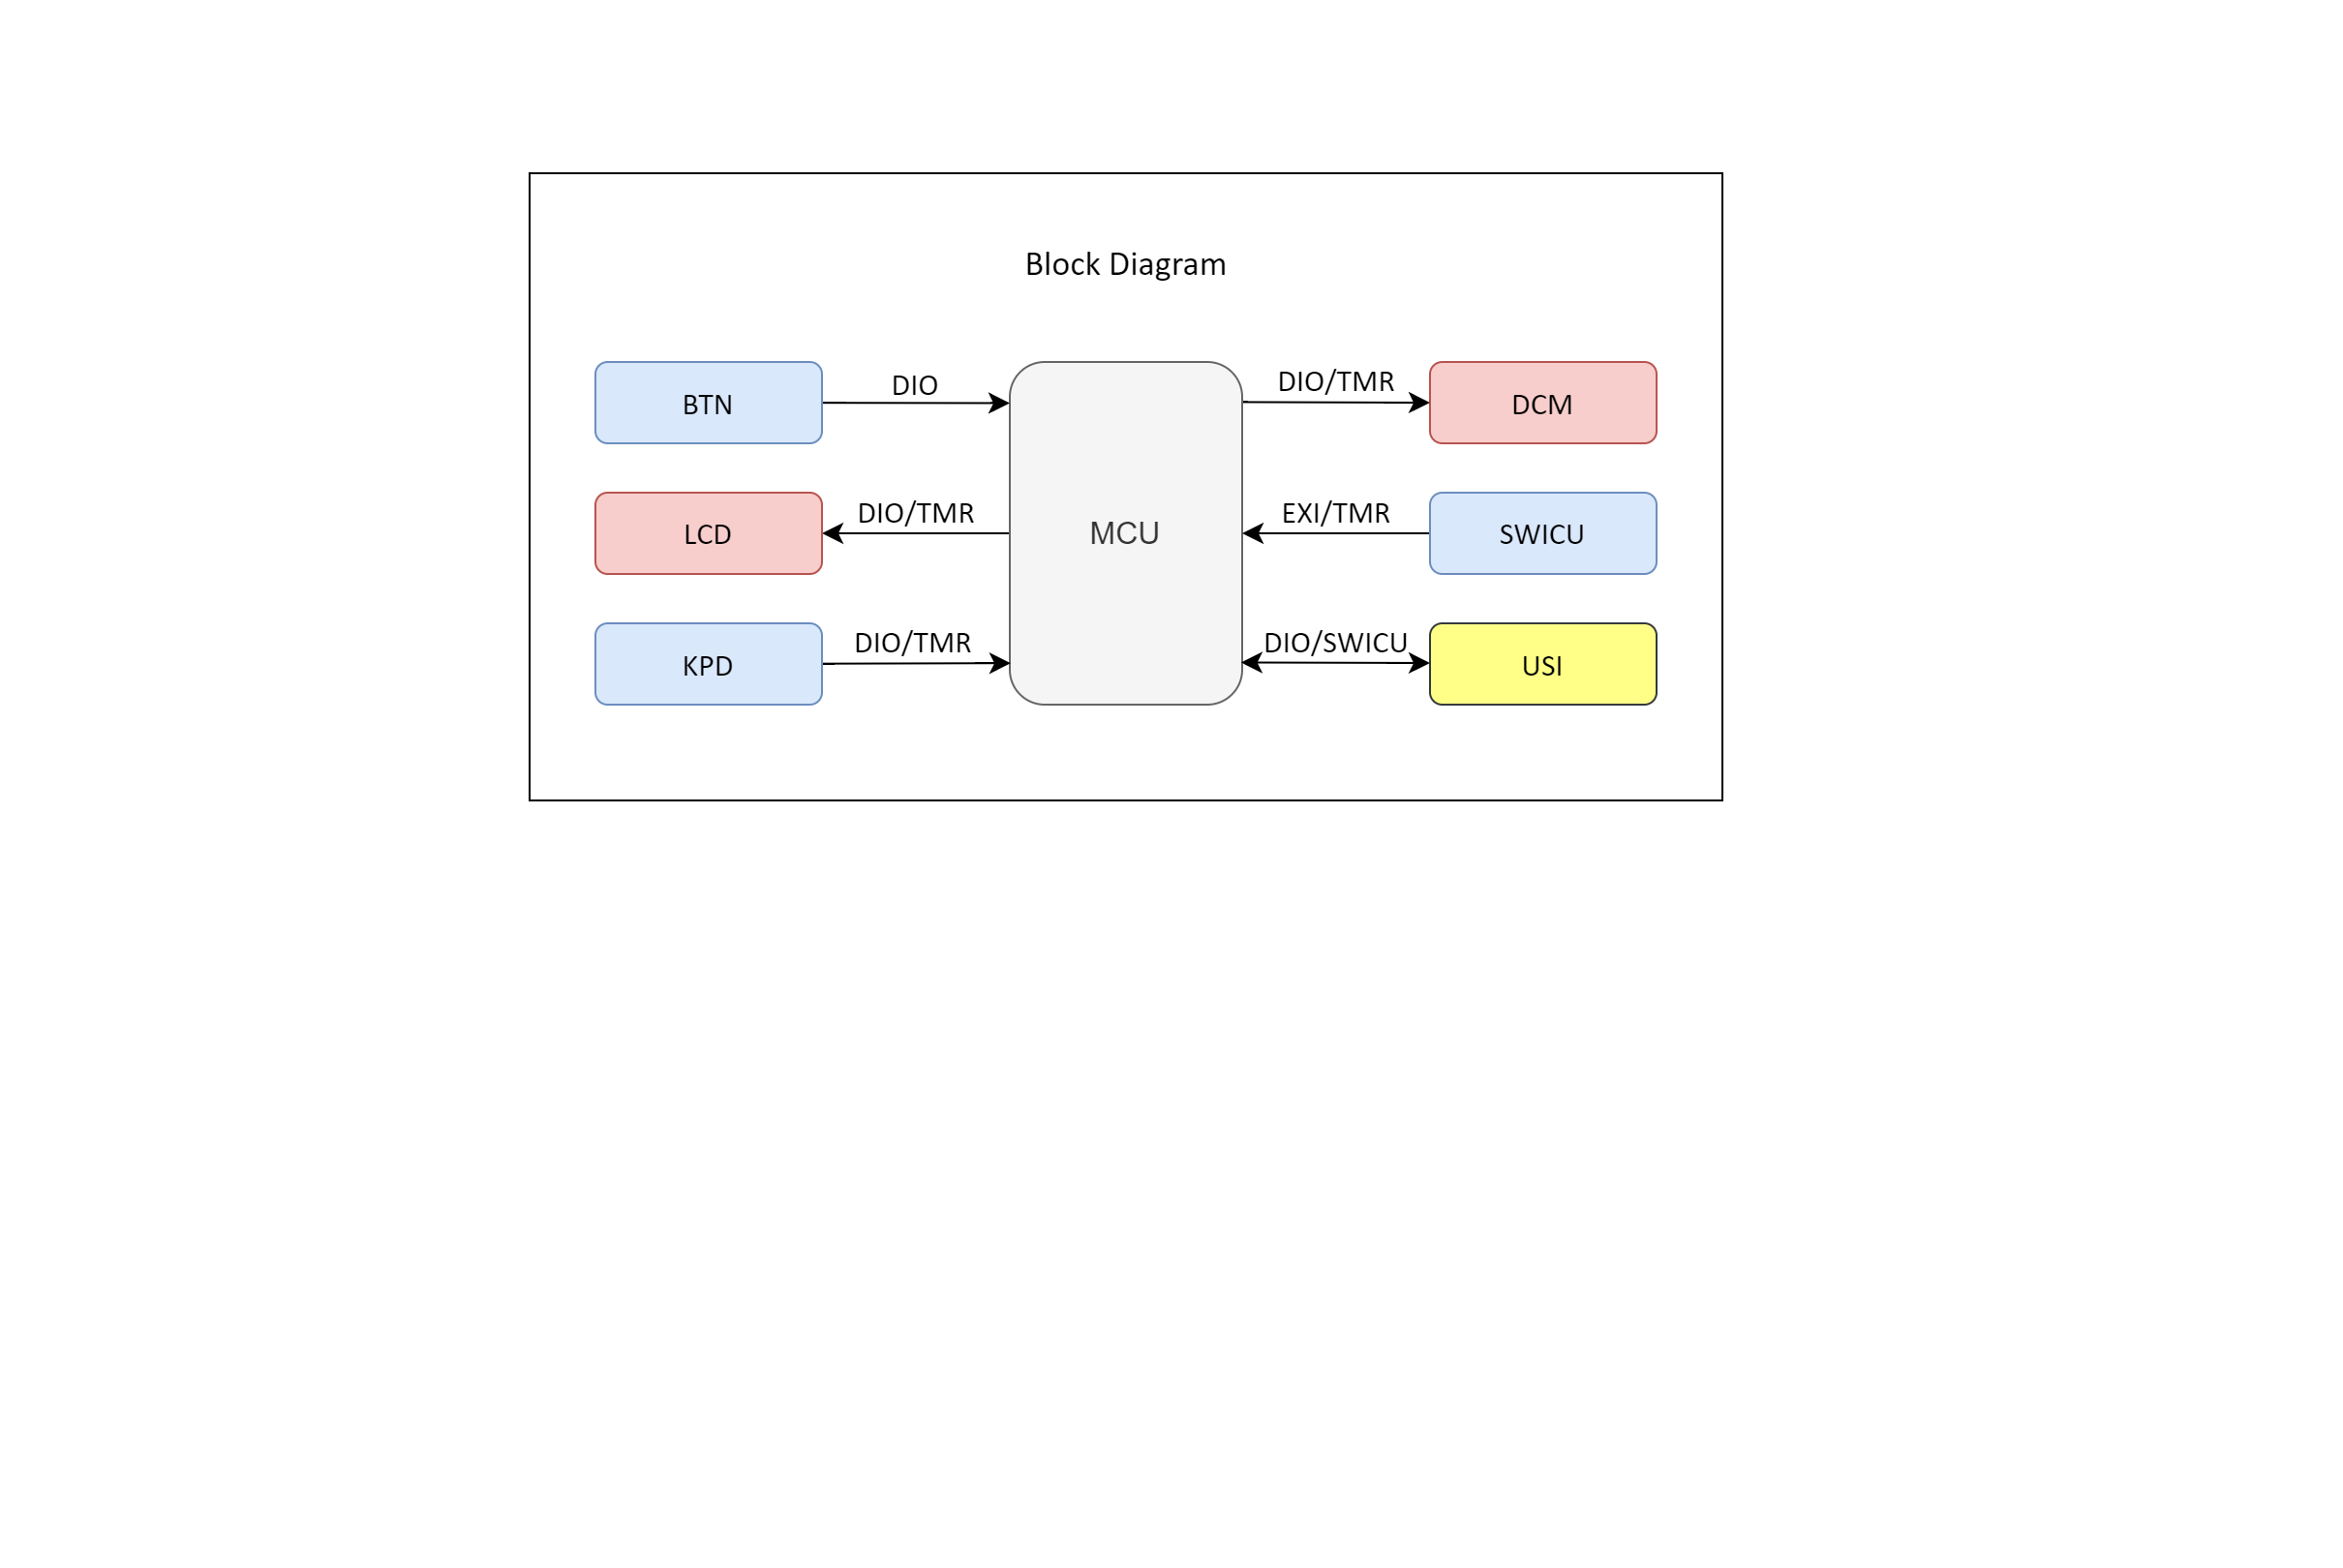 Block Diagram
BTN
DIO
MCU
DIO/TMR
DCM
LCD
DIO/TMR
EXI/TMR
SWICU
KPD
DIO/TMR
DIO/SWICU
USI